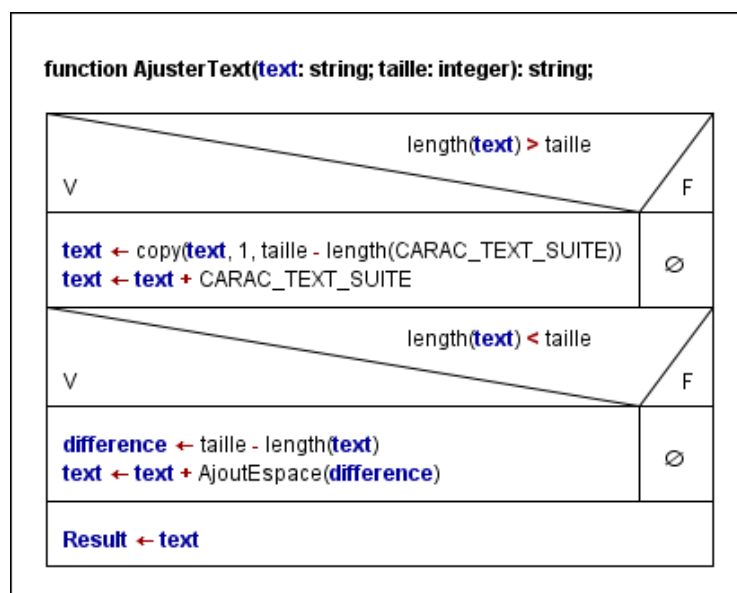 function AjusterText(text: string; taille: integer): string;
length(text) > taille
V
F
text ← copy(text, 1, taille - length(CARAC_TEXT_SUITE))
text ← text + CARAC_TEXT_SUITE
∅
length(text) < taille
V
F
difference ← taille - length(text)
text ← text + AjoutEspace(difference)
∅
Result ← text